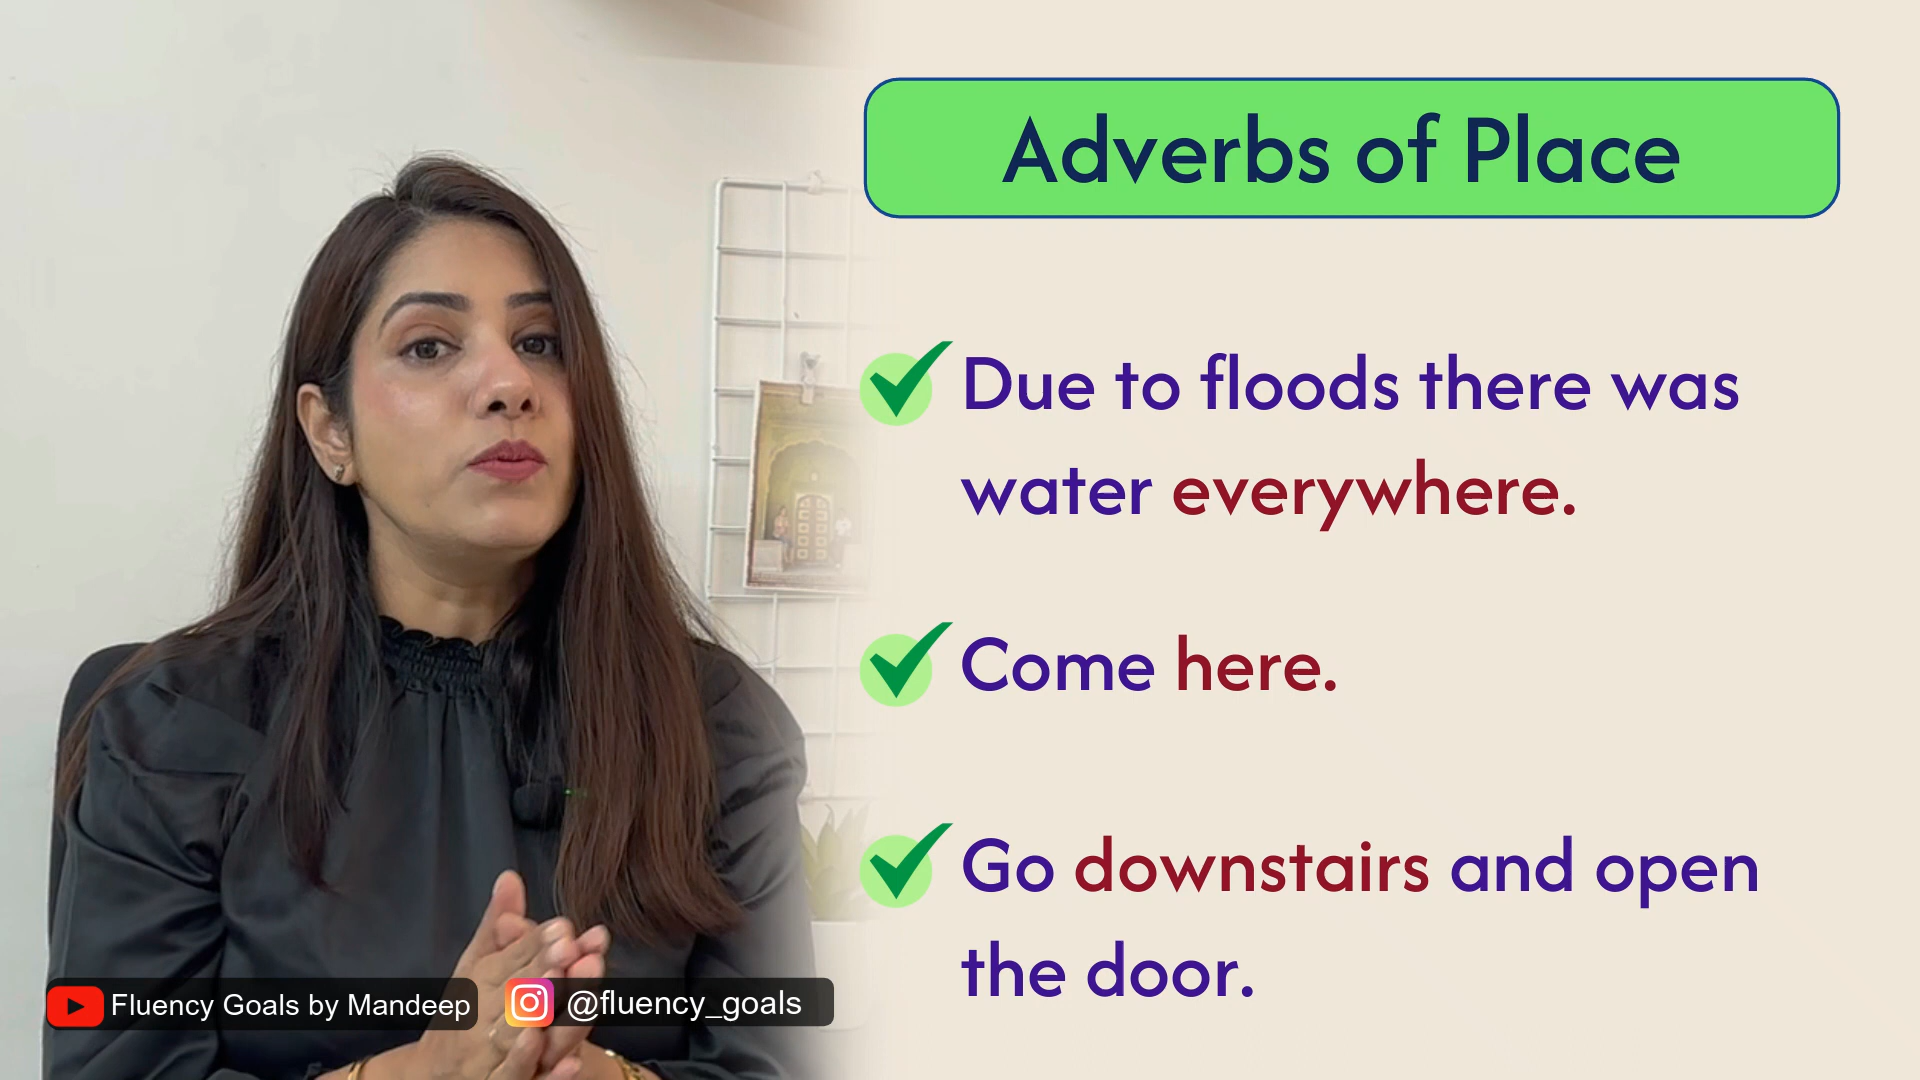 Adverbs of Place
Due to floods there was
water everywhere.
Come here.
Go downstairs and open
the door.
Fluency Goals by Mandeep
@fluency_goals